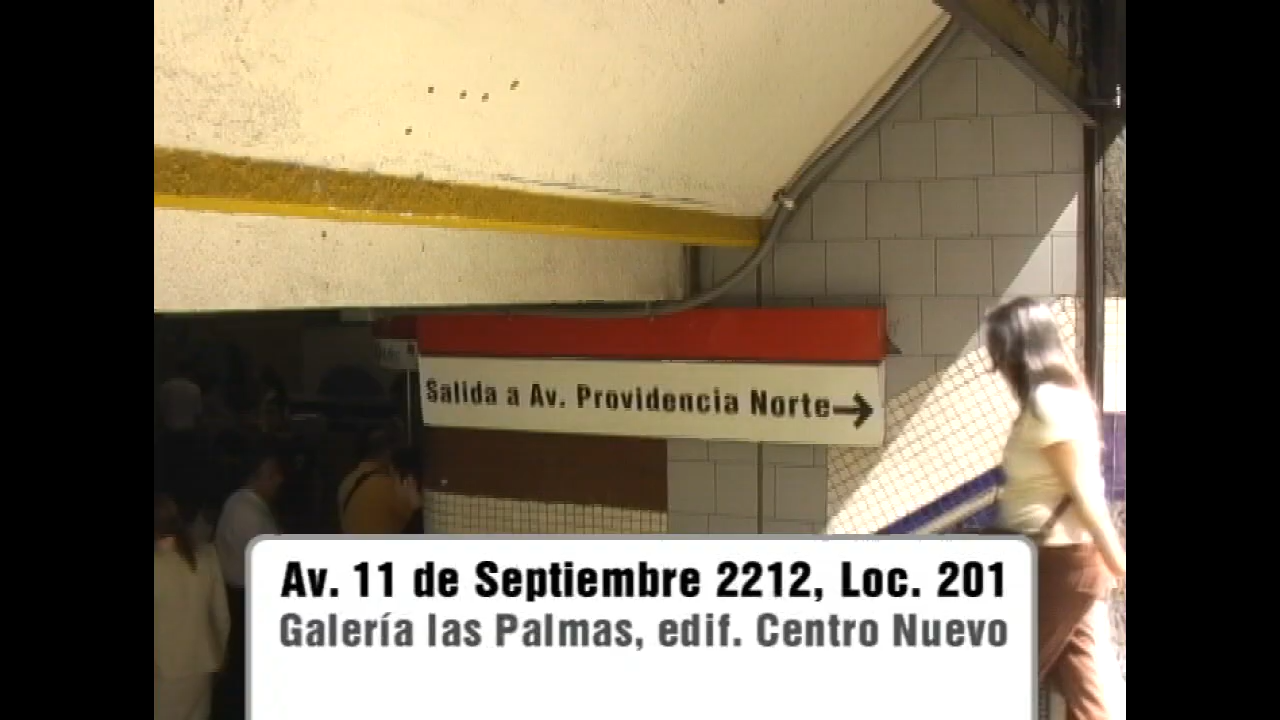 Salida a Av. Providencia Norte→
Av. 11 de Septiembre 2212, Loc. 201
Galería las Palmas, edif. Centro Nuevo